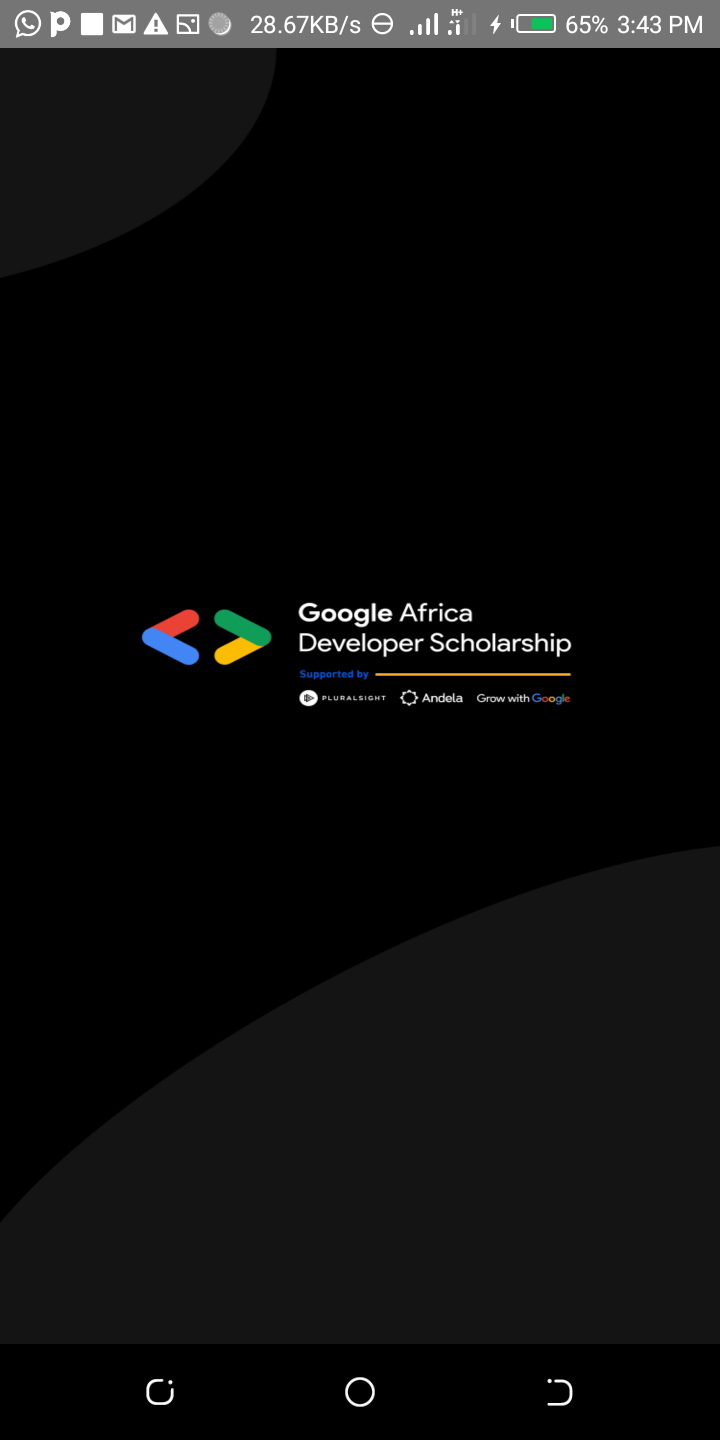 28.67KB/s H+ 65% 3:43 PM
Google Africa
Developer Scholarship
Supported by
PLURALSIGHT Andela Grow with Google